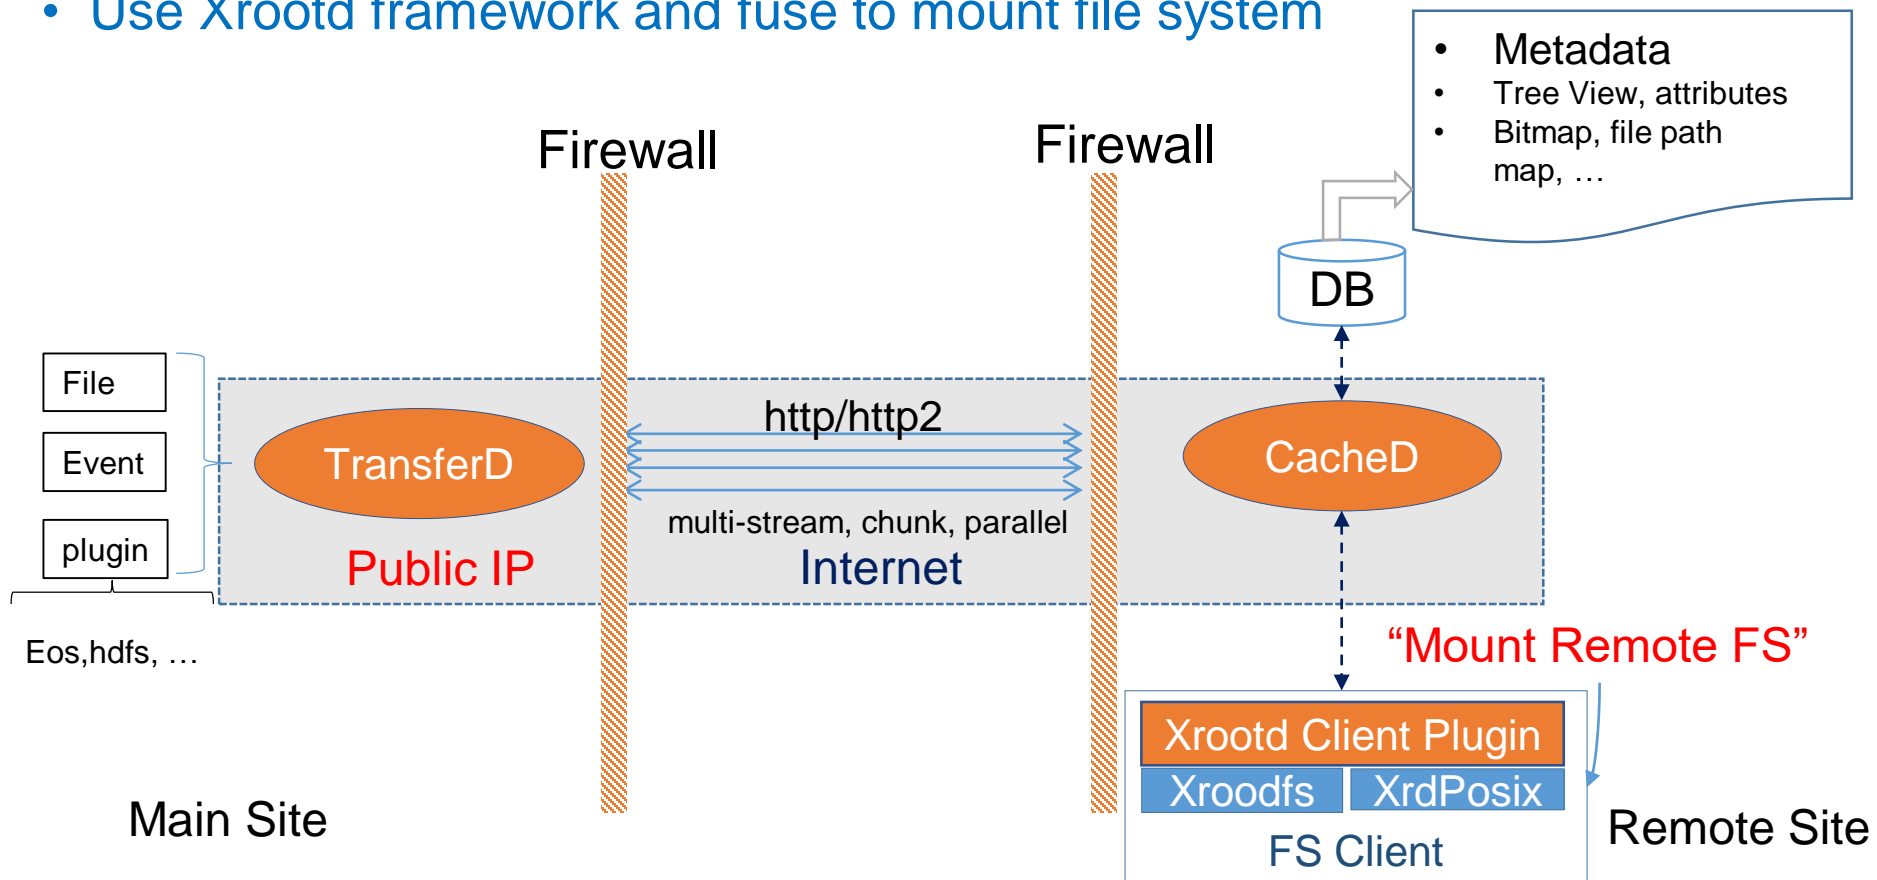 • Use Xrootd framework and fuse to mount file system
• Metadata
• Tree View, attributes
• Bitmap, file path
map, …
Firewall
Firewall
DB
File
Event
plugin
Eos,hdfs, …
TransferD
Public IP
http/http2
multi-stream, chunk, parallel
Internet
CacheD
“Mount Remote FS”
Xrootd Client Plugin
Xroodfs
XrdPosix
FS Client
Main Site
Remote Site